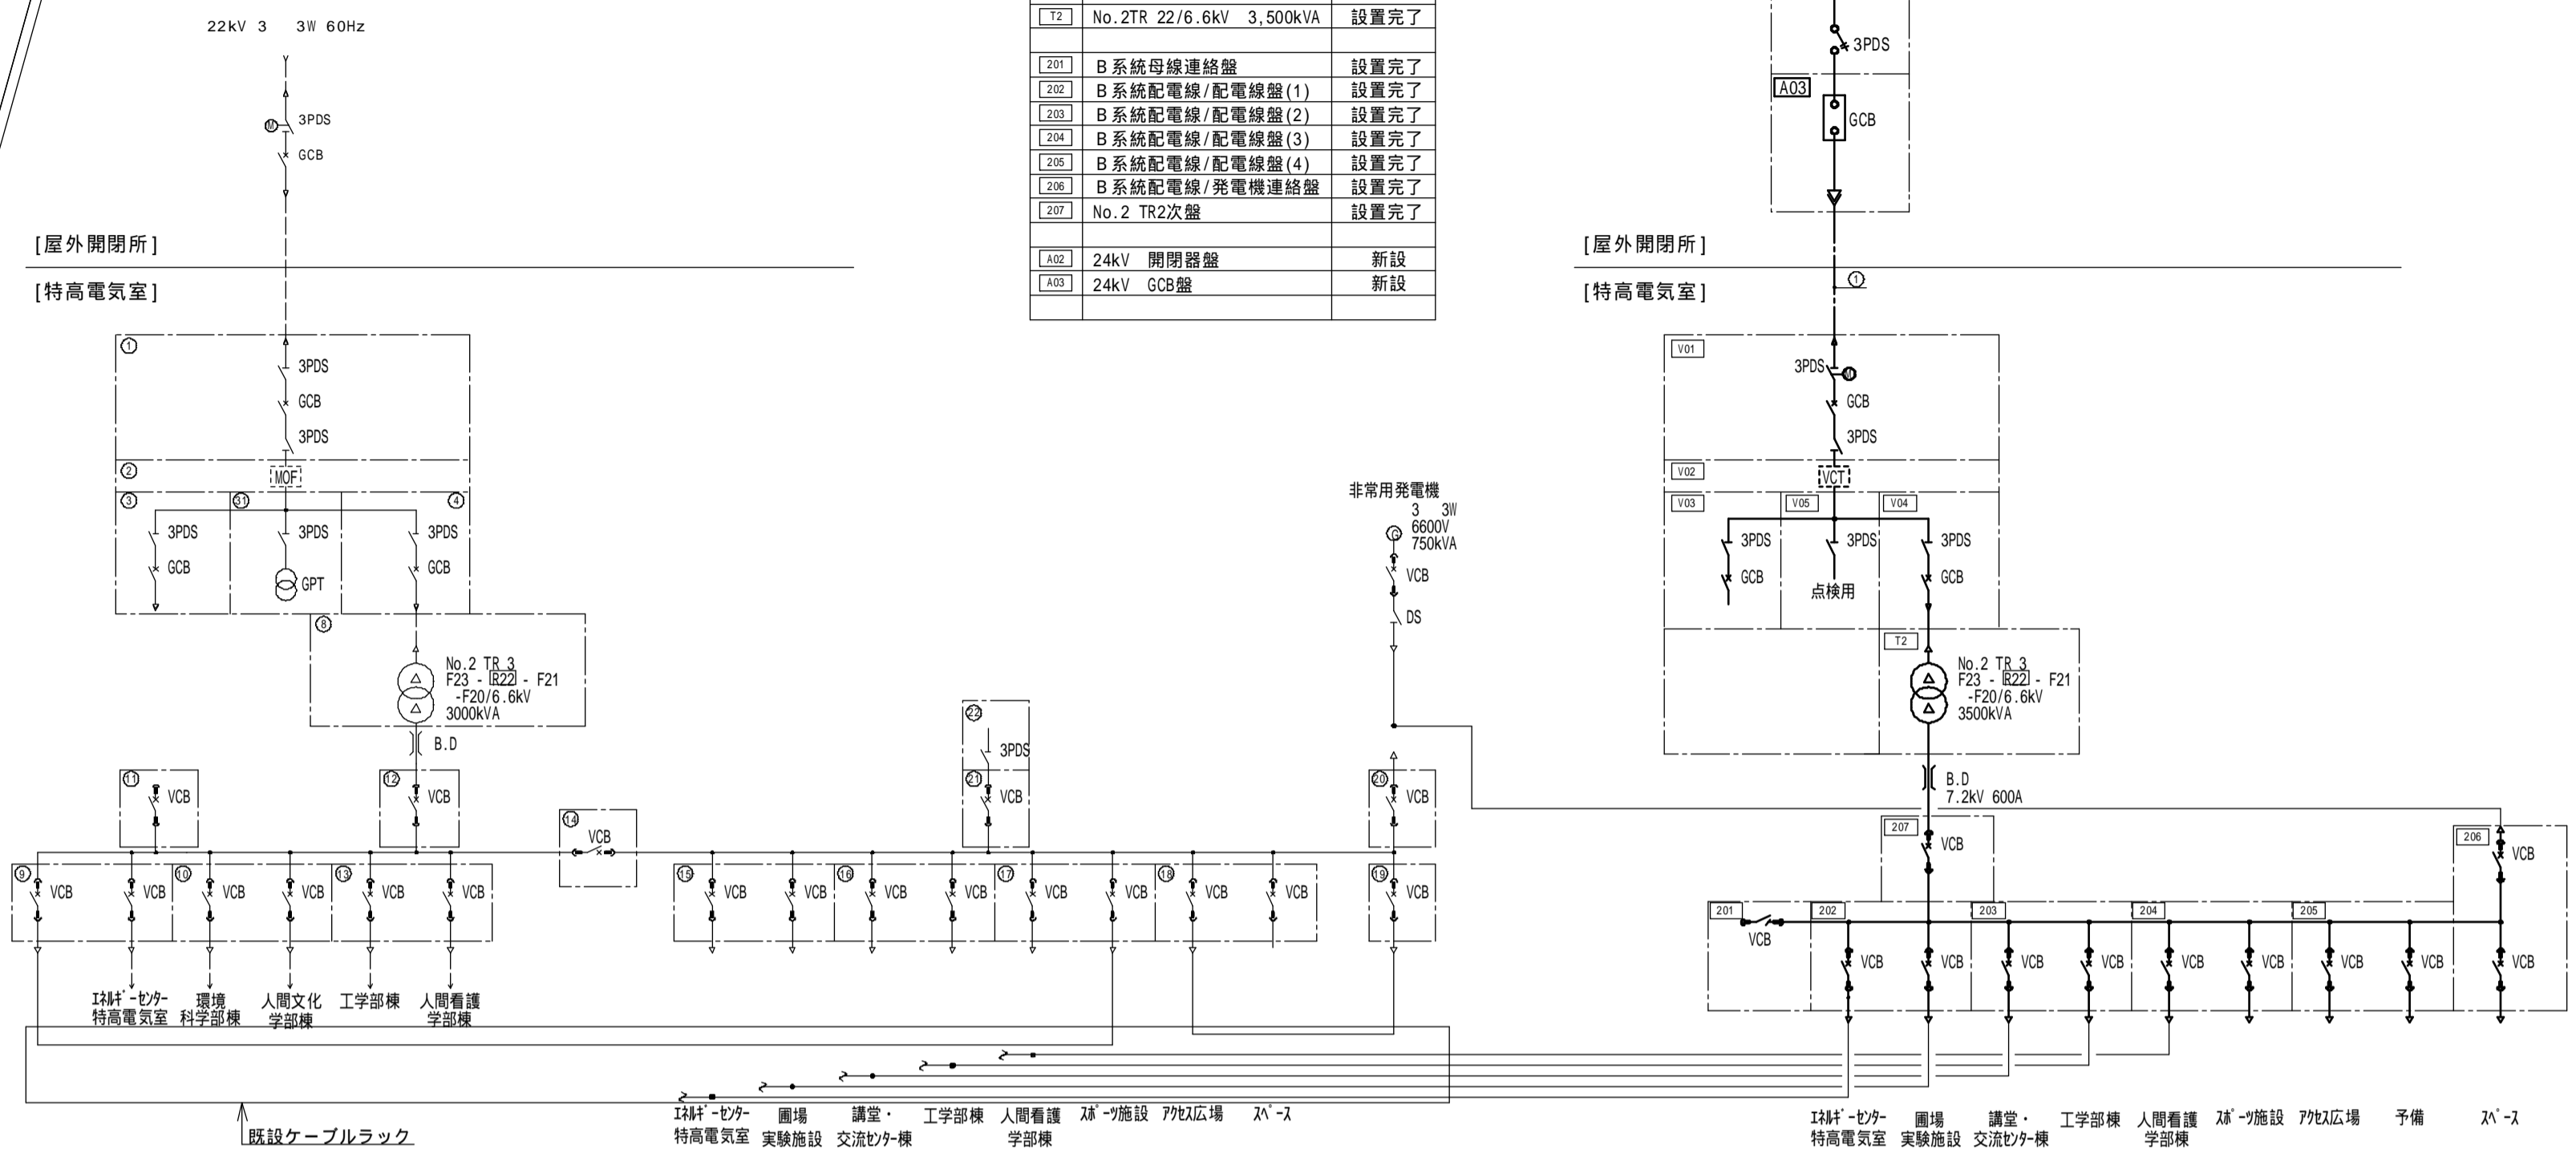 22kV 3 3W 60Hz
3PDS
M
GCB
[屋外開閉所]
[特高電気室]
T2 No.2TR 22/6.6kV 3,500kVA 設置完了
201 B系統母線連絡盤 設置完了
202 B系統配電線/配電線盤(1) 設置完了
203 B系統配電線/配電線盤(2) 設置完了
204 B系統配電線/配電線盤(3) 設置完了
205 B系統配電線/配電線盤(4) 設置完了
206 B系統配電線/発電機連絡盤 設置完了
207 No.2 TR2次盤 設置完了
A02 24kV 開閉器盤 新設
A03 24kV GCB盤 新設
3PDS
A03
GCB
[屋外開閉所]
[特高電気室]
①
①
3PDS
GCB
3PDS
②
MOF
③ ㉛ ④
3PDS 3PDS 3PDS
GCB GPT GCB
⑧
No.2 TR 3
F23 - R22 - F21
-F20/6.6kV
3000kVA
B.D
⑪ VCB
⑫ VCB
⑭ VCB
⑨ VCB VCB ⑩ VCB VCB ⑬ VCB VCB
エネルギーセンター
特高電気室
環境
科学部棟
人間文化
学部棟
工学部棟
人間看護
学部棟
非常用発電機
3 3W
6600V
750kVA
G
VCB
DS
㉒
3PDS
㉑ VCB
⑳ VCB
⑮ VCB VCB ⑯ VCB VCB ⑰ VCB VCB ⑱ VCB VCB ⑲ VCB
既設ケーブルラック
エネルギーセンター
特高電気室
圃場
実験施設
講堂・
交流センター棟
工学部棟
人間看護
学部棟
スポーツ施設
アクセス広場
スペース
V01
3PDS M
GCB
3PDS
V02
VCT
V03 V05 V04
3PDS 3PDS 3PDS
GCB 点検用 GCB
T2
No.2 TR 3
F23 - R22 - F21
-F20/6.6kV
3500kVA
B.D
7.2kV 600A
207 VCB
206 VCB
201 202 203 204 205
VCB
VCB VCB VCB VCB VCB VCB VCB VCB VCB
エネルギーセンター
特高電気室
圃場
実験施設
講堂・
交流センター棟
工学部棟
人間看護
学部棟
スポーツ施設
アクセス広場
予備
スペース